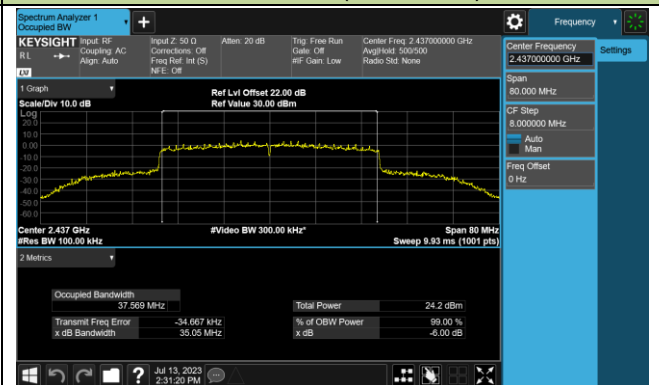 Spectrum Analyzer 1
Occupied BW
Frequency
KEYSIGHT
RL
LXI
Input: RF
Coupling: AC
Align: Auto
Input Z: 50 Ω
Corrections: Off
Freq Ref: Int (S)
NFE: Off
Atten: 20 dB
Trig: Free Run
Gate: Off
#IF Gain: Low
Center Freq: 2.437000000 GHz
Avg|Hold: 500/500
Radio Std: None
Center Frequency
2.437000000 GHz
Settings
Span
80.000 MHz
CF Step
8.000000 MHz
Auto
Man
Freq Offset
0 Hz
1 Graph
Scale/Div 10.0 dB
Ref Lvl Offset 22.00 dB
Ref Value 30.00 dBm
Log
20.0
10.0
0.00
-10.0
-20.0
-30.0
-40.0
-50.0
-60.0
Center 2.437 GHz
#Video BW 300.00 kHz*
Span 80 MHz
#Res BW 100.00 kHz
Sweep 9.93 ms (1001 pts)
2 Metrics
Occupied Bandwidth
37.569 MHz
Total Power 24.2 dBm
Transmit Freq Error -34.667 kHz
% of OBW Power 99.00 %
x dB Bandwidth 35.05 MHz
x dB -6.00 dB
Jul 13, 2023
2:31:20 PM